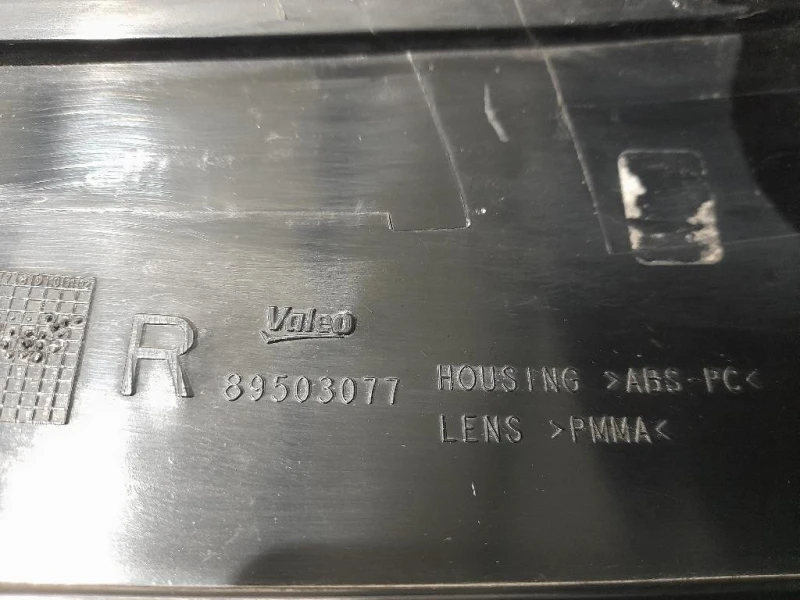 R
Valeo
89503077
HOUSING >ABS-PC<
LENS >PMMA<